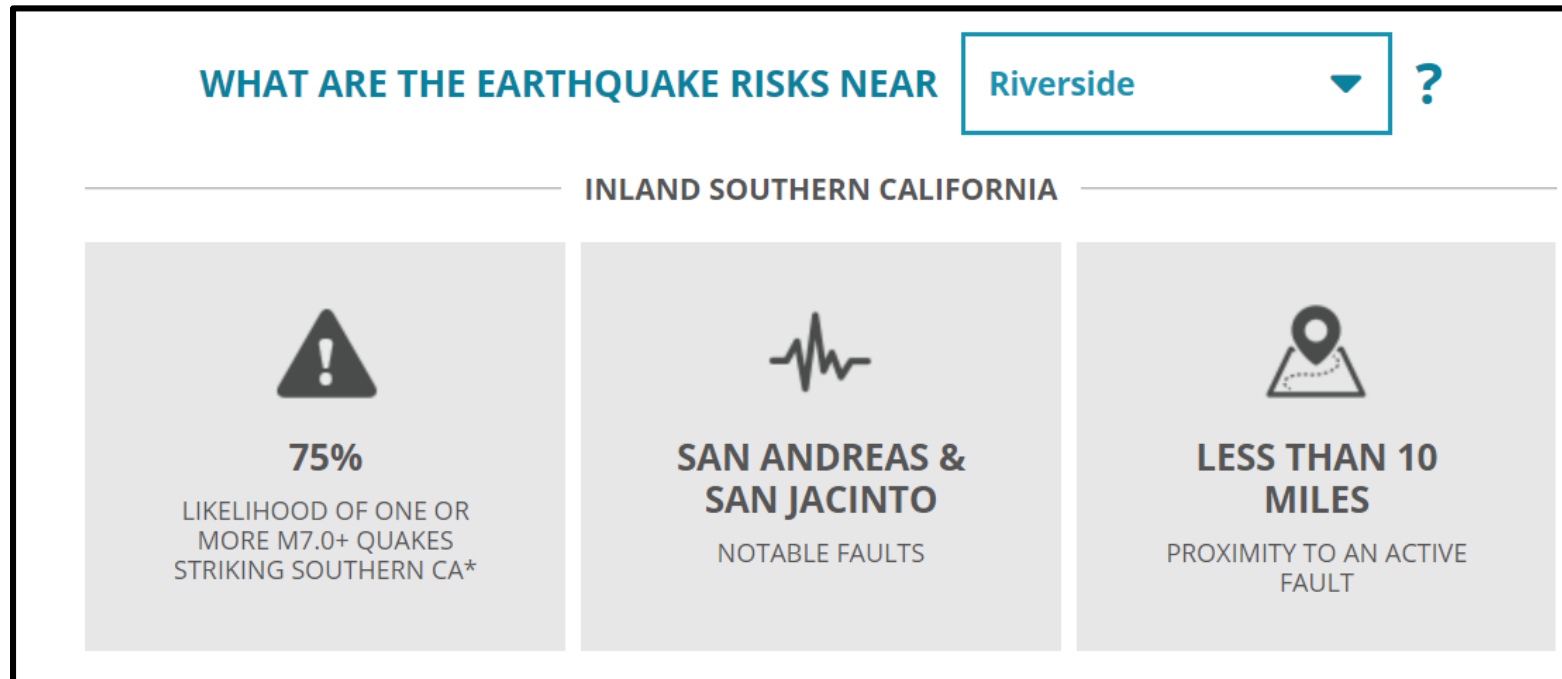 WHAT ARE THE EARTHQUAKE RISKS NEAR Riverside ?
INLAND SOUTHERN CALIFORNIA
75%
LIKELIHOOD OF ONE OR
MORE M7.0+ QUAKES
STRIKING SOUTHERN CA*
SAN ANDREAS &
SAN JACINTO
NOTABLE FAULTS
LESS THAN 10
MILES
PROXIMITY TO AN ACTIVE
FAULT